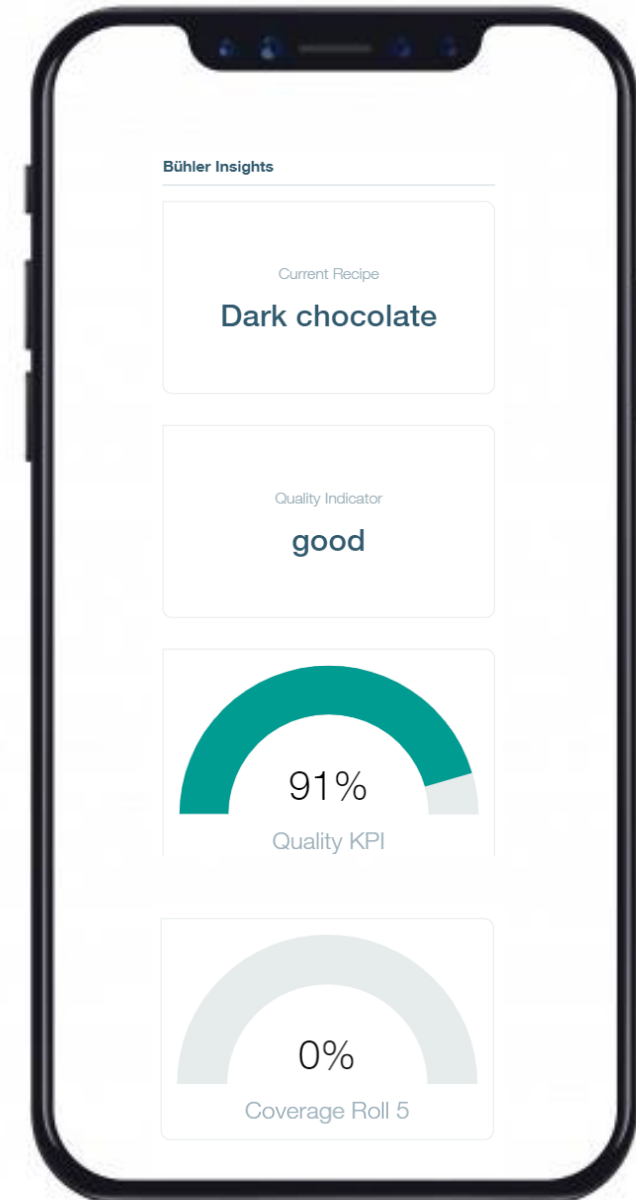 Bühler Insights
Current Recipe
Dark chocolate
Quality Indicator
good
91%
Quality KPI
0%
Coverage Roll 5